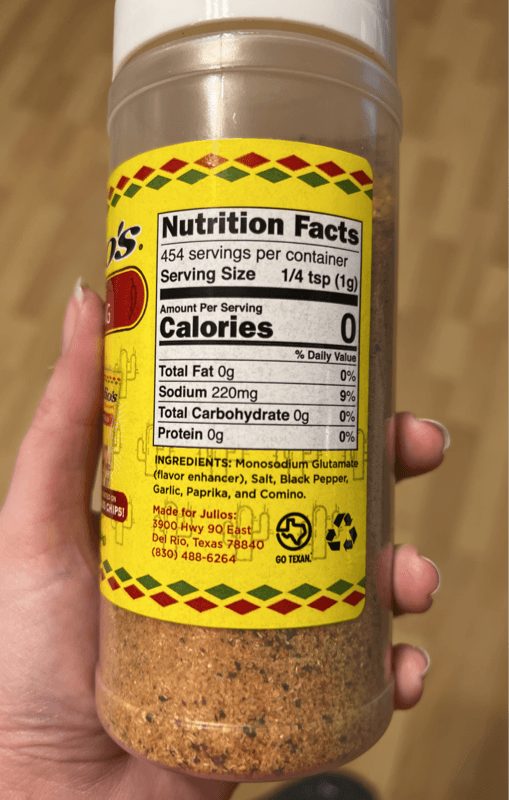 o's.
G
Nutrition Facts
454 servings per container
Serving Size 1/4 tsp (1g)
Amount Per Serving
Calories 0
% Daily Value
Total Fat 0g 0%
Sodium 220mg 9%
Total Carbohydrate 0g 0%
Protein 0g 0%
INGREDIENTS: Monosodium Glutamate
(flavor enhancer), Salt, Black Pepper,
Garlic, Paprika, and Comino.
CHIPS!
Made for Julios:
3900 Hwy 90 East
Del Rio, Texas 78840
(830) 488-6264
GO TEXAN.